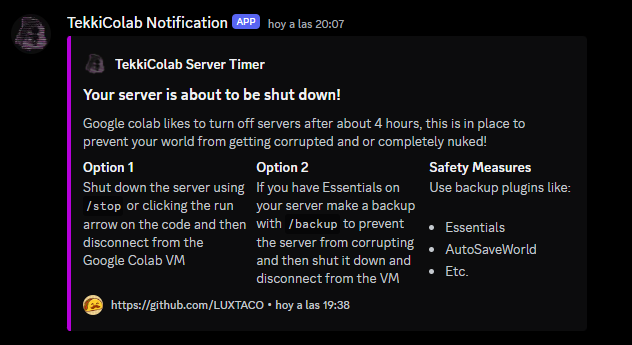 TekkiColab Notification APP hoy a las 20:07
TekkiColab Server Timer
Your server is about to be shut down!
Google colab likes to turn off servers after about 4 hours, this is in place to
prevent your world from getting corrupted and or completely nuked!
Option 1
Shut down the server using
/stop or clicking the run
arrow on the code and then
disconnect from the
Google Colab VM
Option 2
If you have Essentials on
your server make a backup
with /backup to prevent
the server from corrupting
and then shut it down and
disconnect from the VM
Safety Measures
Use backup plugins like:
• Essentials
• AutoSaveWorld
• Etc.
https://github.com/LUXTACO • hoy a las 19:38